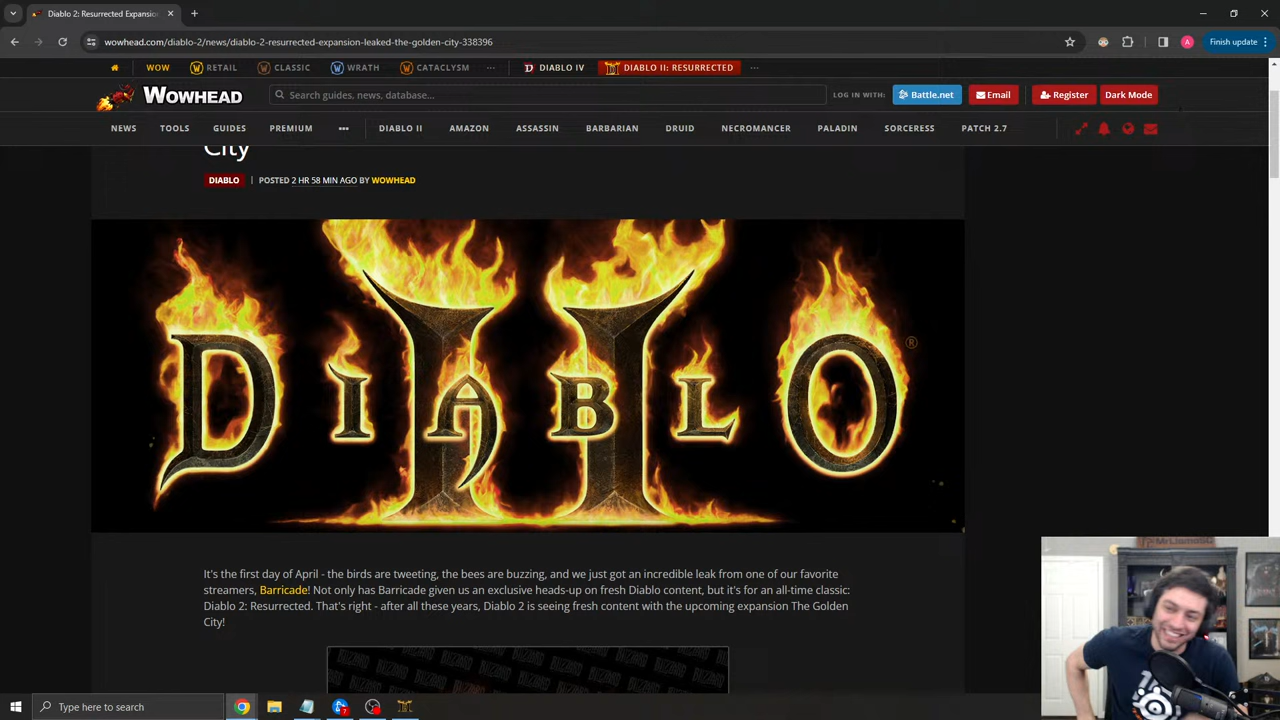 Diablo 2: Resurrected Expansion
wowhead.com/diablo-2/news/diablo-2-resurrected-expansion-leaked-the-golden-city-338396
A
Finish update
WOW
RETAIL
CLASSIC
WRATH
CATACLYSM
DIABLO IV
DIABLO II: RESURRECTED
WOWHEAD
Search guides, news, database...
LOG IN WITH:
Battle.net
Email
Register
Dark Mode
NEWS
TOOLS
GUIDES
PREMIUM
DIABLO II
AMAZON
ASSASSIN
BARBARIAN
DRUID
NECROMANCER
PALADIN
SORCERESS
PATCH 2.7
City
DIABLO | POSTED 2 HR 58 MIN AGO BY WOWHEAD
DIABLO II ®
It's the first day of April - the birds are tweeting, the bees are buzzing, and we just got an incredible leak from one of our favorite
streamers, Barricade! Not only has Barricade given us an exclusive heads-up on fresh Diablo content, but it's for an all-time classic:
Diablo 2: Resurrected. That's right - after all these years, Diablo 2 is seeing fresh content with the upcoming expansion The Golden
City!
MrLlamaSC
Type here to search